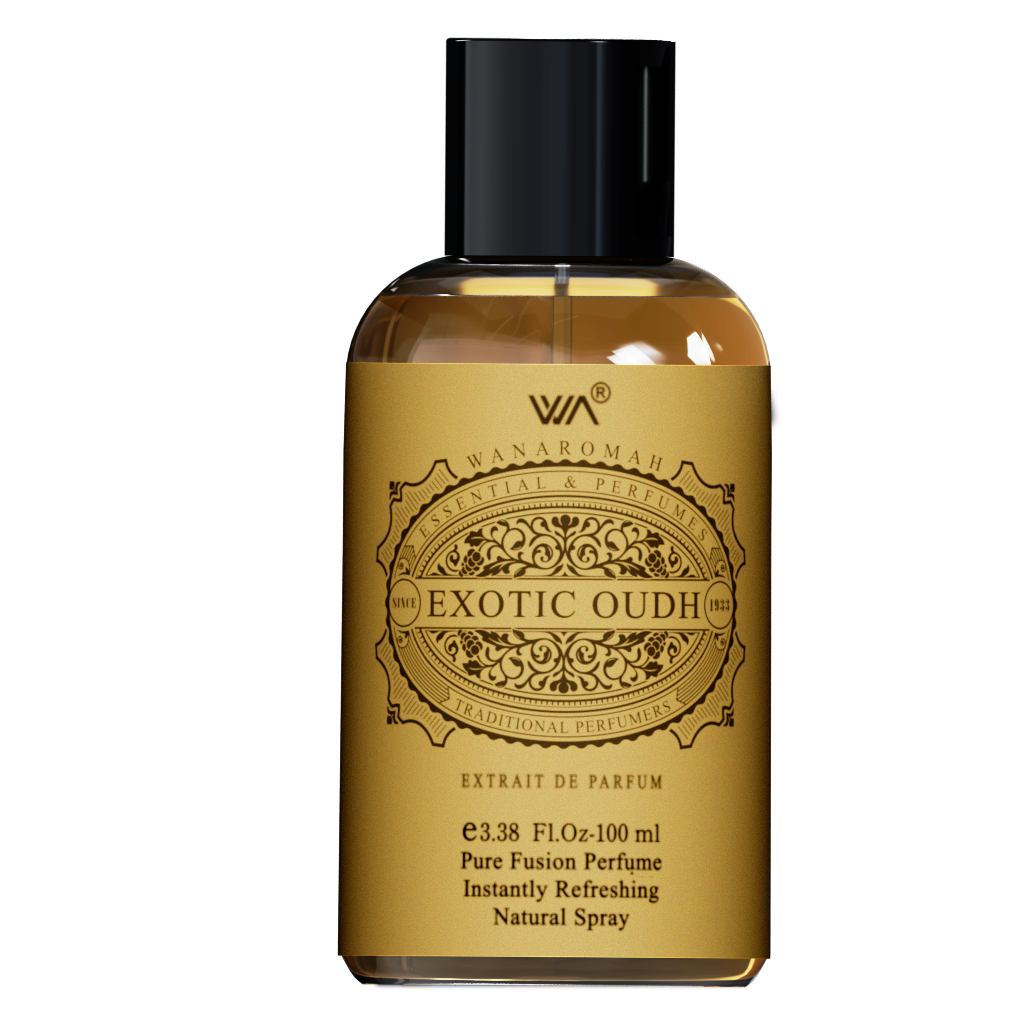 WA®
WANAROMAH
ESSENTIAL & PERFUMES
SINCE EXOTIC OUDH 1933
TRADITIONAL PERFUMERS
EXTRAIT DE PARFUM
e3.38 Fl.Oz-100 ml
Pure Fusion Perfume
Instantly Refreshing
Natural Spray